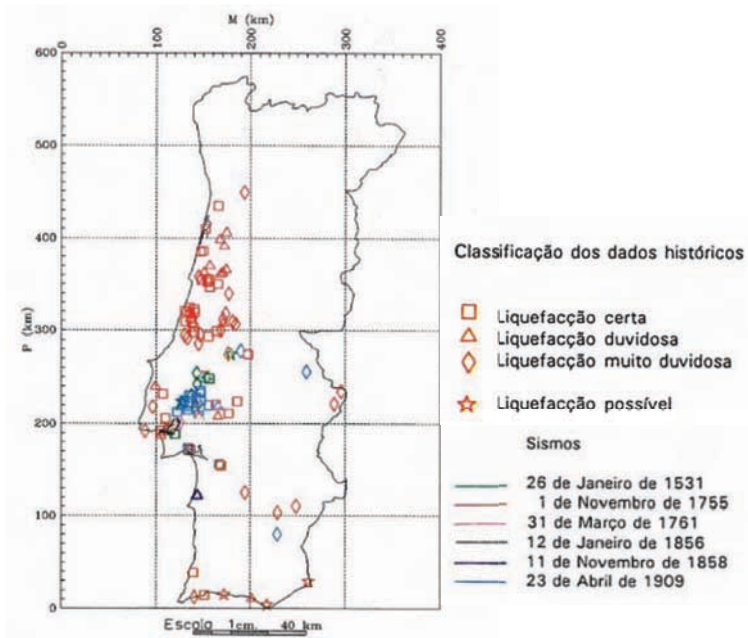 M (km)
0 100 200 300 400
600
500
400
300
200
100
0
P (km)
Escala 1cm. 40 km
Classificação dos dados históricos
Liquefacção certa
Liquefacção duvidosa
Liquefacção muito duvidosa
Liquefacção possível
Sismos
26 de Janeiro de 1531
1 de Novembro de 1755
31 de Março de 1761
12 de Janeiro de 1856
11 de Novembro de 1858
23 de Abril de 1909